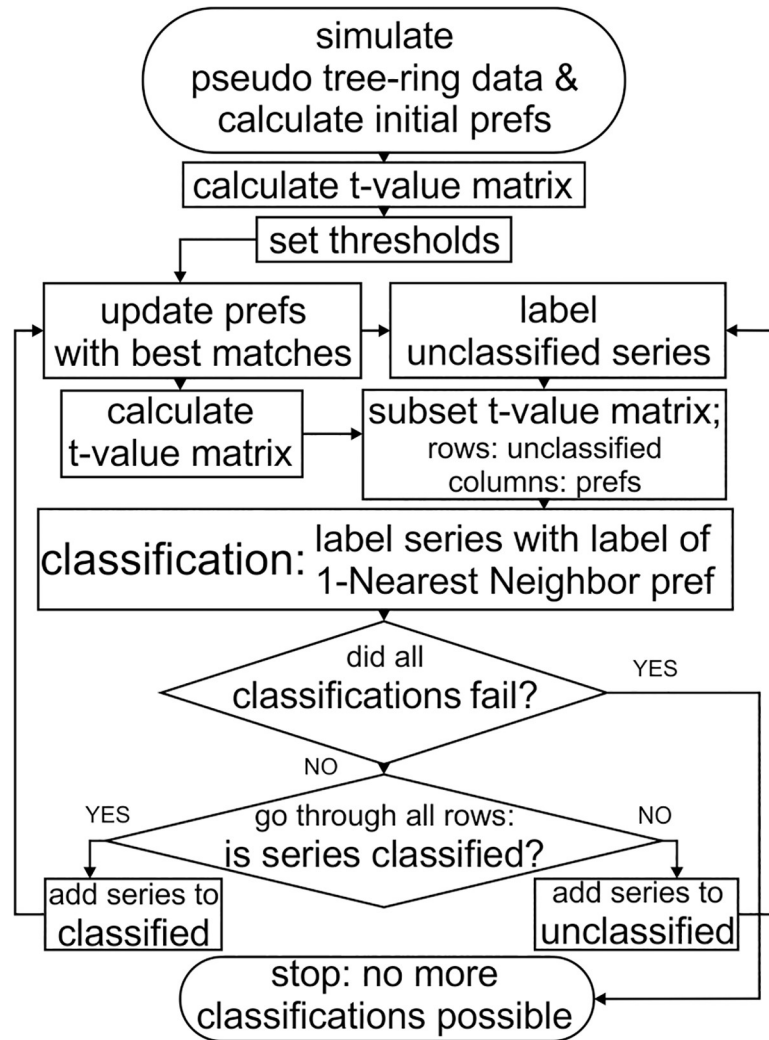 simulate
pseudo tree-ring data &
calculate initial prefs
calculate t-value matrix
set thresholds
update prefs
with best matches
label
unclassified series
calculate
t-value matrix
subset t-value matrix;
rows: unclassified
columns: prefs
classification: label series with label of
1-Nearest Neighbor pref
did all
classifications fail?
YES
NO
go through all rows:
is series classified?
YES
NO
add series to
classified
add series to
unclassified
stop: no more
classifications possible